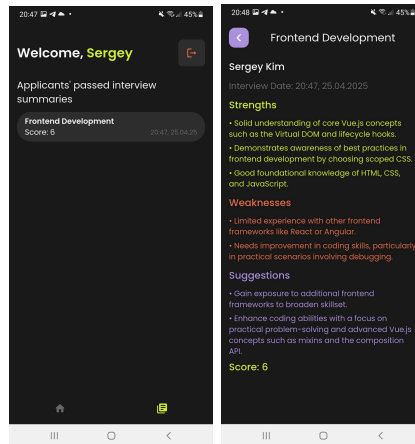 20:47
45%
Welcome, Sergey
Applicants' passed interview
summaries
Frontend Development
Score: 6
20:47, 25.04.25
20:48
45%
Frontend Development
Sergey Kim
Interview Date: 20:47, 25.04.2025
Strengths
• Solid understanding of core Vue.js concepts
such as the Virtual DOM and lifecycle hooks.
• Demonstrates awareness of best practices in
frontend development by choosing scoped CSS.
• Good foundational knowledge of HTML, CSS,
and JavaScript.
Weaknesses
• Limited experience with other frontend
frameworks like React or Angular.
• Needs improvement in coding skills, particularly
in practical scenarios involving debugging.
Suggestions
• Gain exposure to additional frontend
frameworks to broaden skillset.
• Enhance coding abilities with a focus on
practical problem-solving and advanced Vue.js
concepts such as mixins and the composition
API.
Score: 6